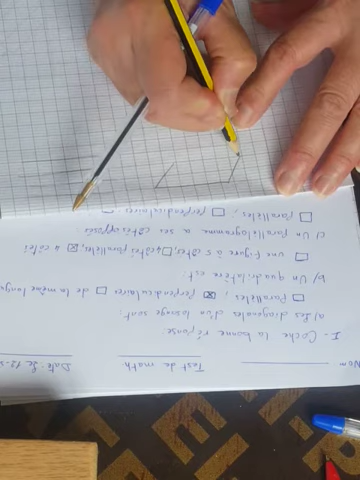 Nom
Test de math
Date: Le 12-
I- Coche la bonne réponse:
a) Les diagonales d'un losange sont:
☐ Parallèles ; ☒ Perpendiculaires ☐ de la même longu
b) Un quadrilatère est:
☐ une figure à 5 côtés, ☐ 4 côtés parallèles, ☒ 4 côtés
c) Un parallélogramme a ses côtés opposés
☐ Parallèles ; ☐ perpendiculaires.